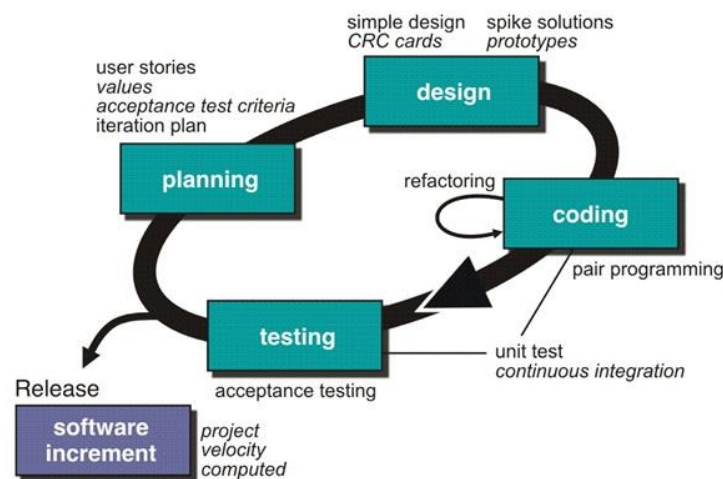 simple design
CRC cards
spike solutions
prototypes
design
user stories
values
acceptance test criteria
iteration plan
planning
refactoring
coding
pair programming
testing
unit test
continuous integration
acceptance testing
Release
software
increment
project
velocity
computed